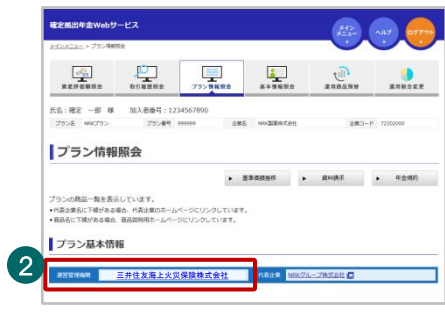 確定拠出年金Webサービス
メインメニュー
ヘルプ
ログアウト
メインメニュー > プラン情報照会
資産評価額照会
取引履歴照会
プラン情報照会
基本情報照会
運用商品預替
運用割合変更
氏名：確定 一郎 様 加入者番号：1234567890
プラン名 NRKプラン プラン番号 999999 企業名 NRK製薬株式会社 企業コード 72202000
プラン情報照会
基準価額推移
資料請求
年金規約
プランの商品一覧を表示しています。
•代表企業名に下線がある場合、代表企業のホームページにリンクしています。
•商品名に下線がある場合、商品説明用ホームページにリンクしています。
プラン基本情報
2
運営管理機関 三井住友海上火災保険株式会社 代表企業 NRKグループ株式会社